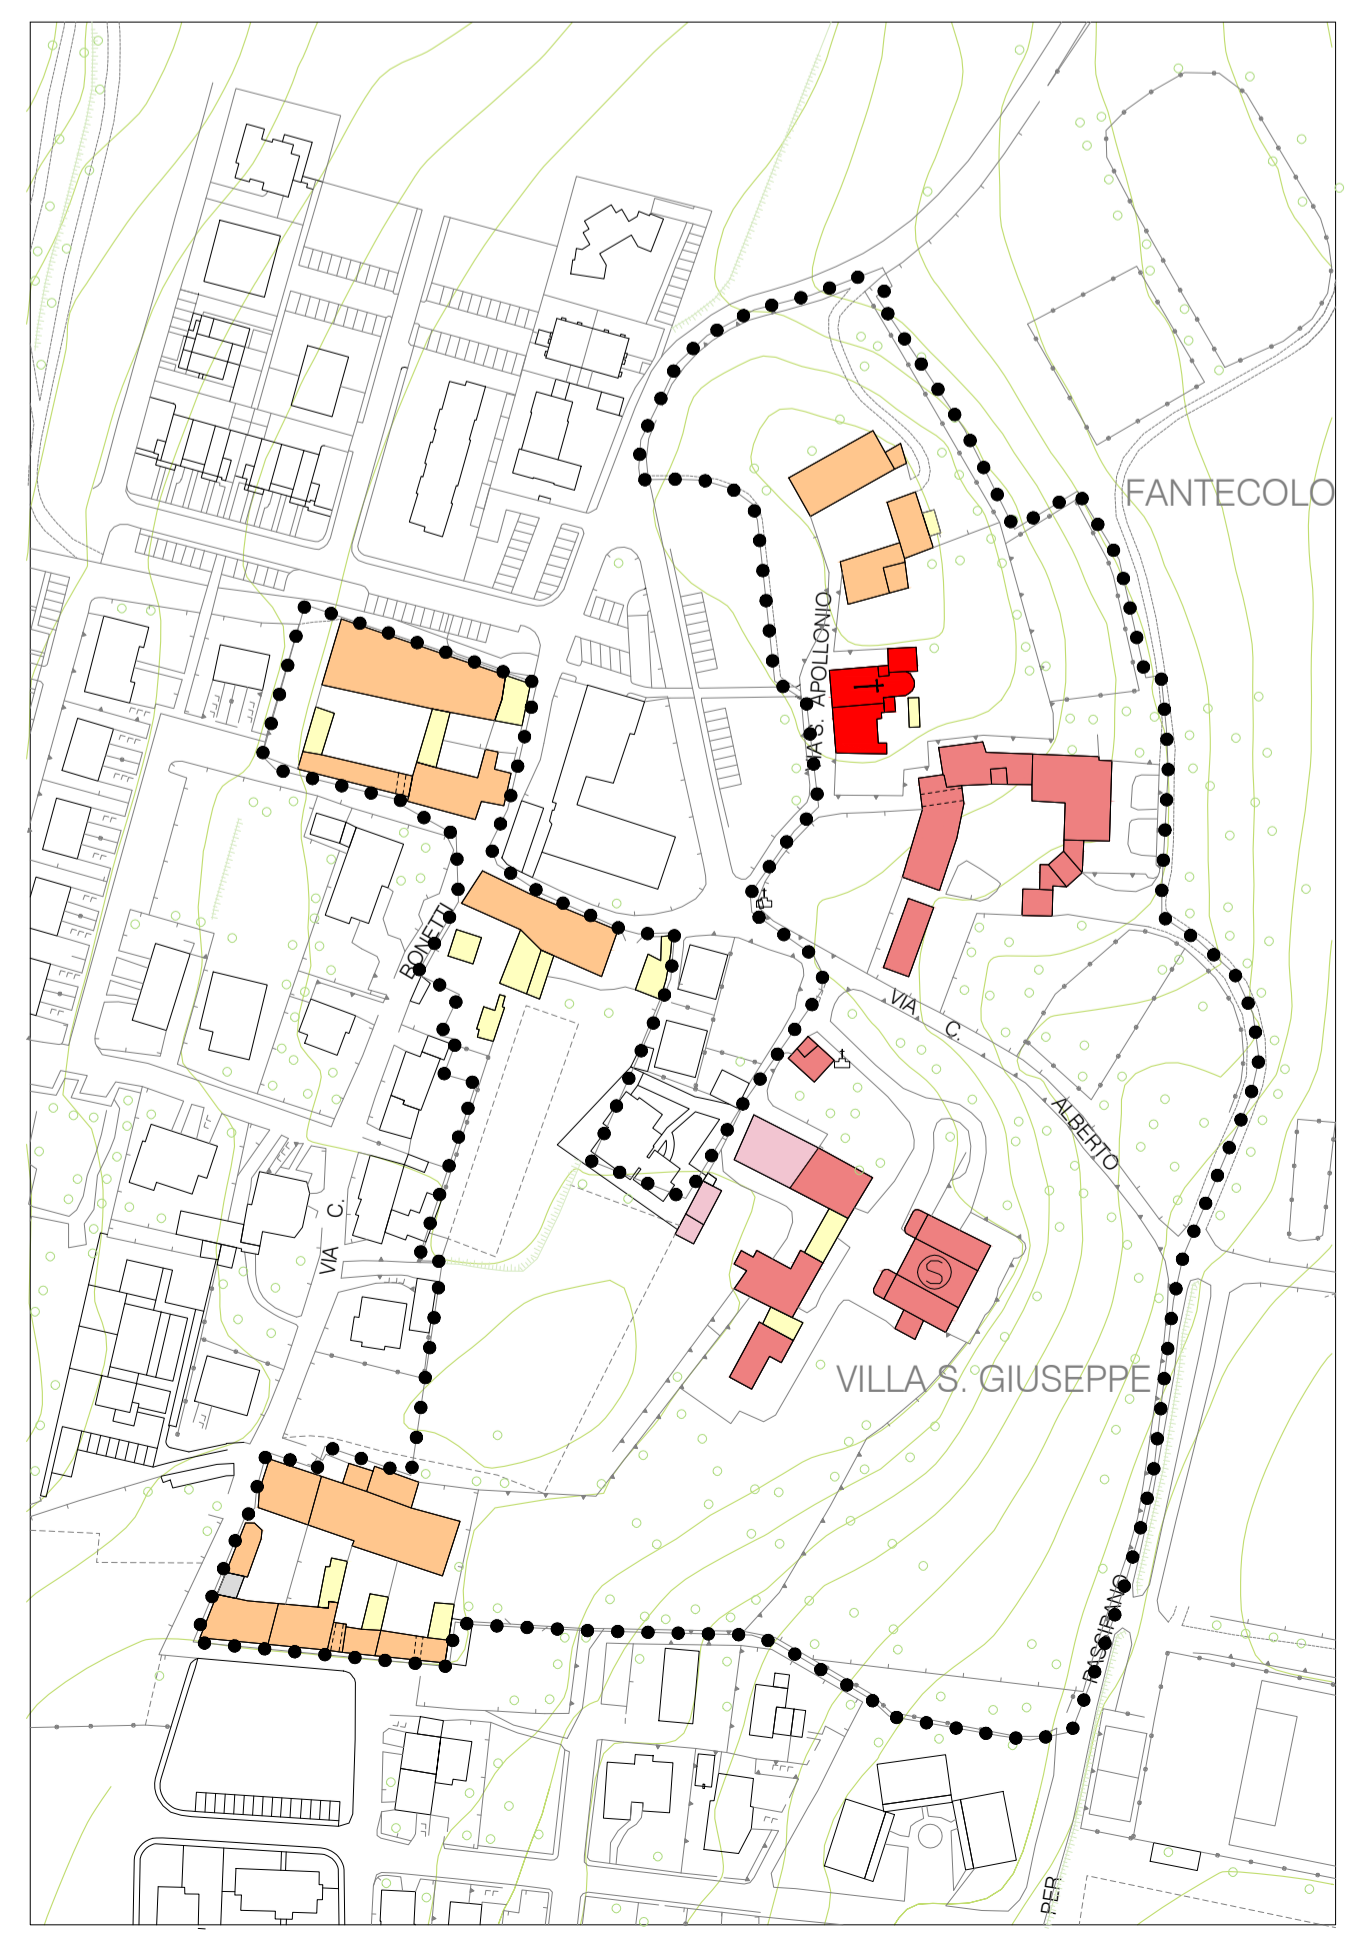 FANTECOLO
VIA S. APOLLONIO
BONETTI
VIA C.
ALBERTO
VIA C.
S
VILLA S. GIUSEPPE
PASSIRANO
PER